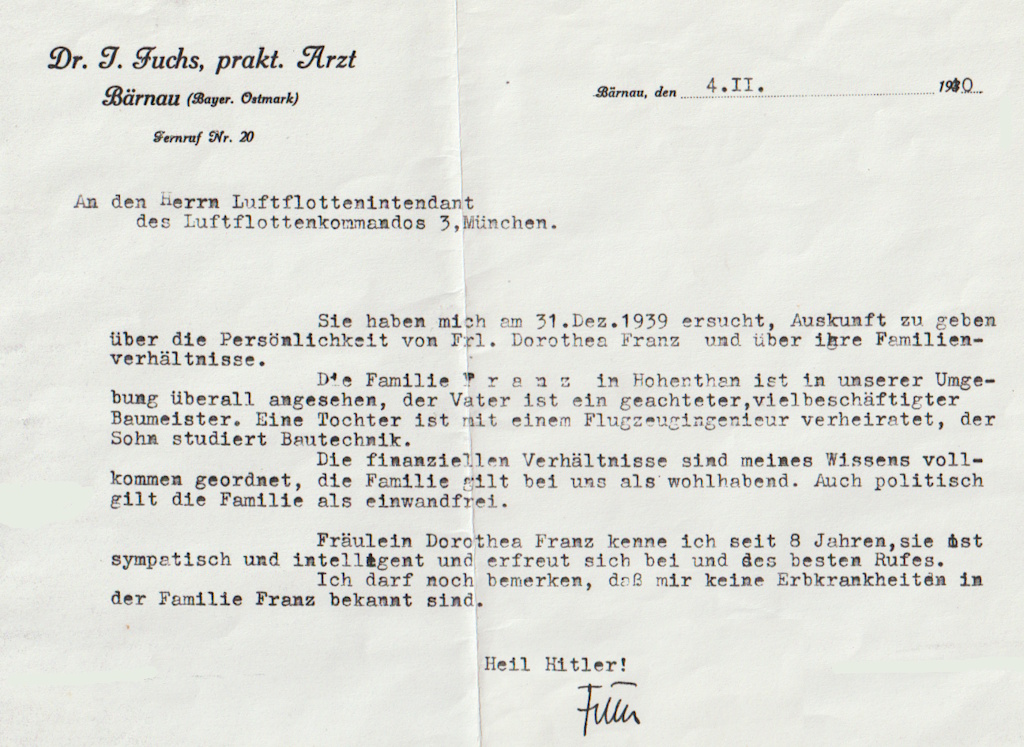 Dr. J. Fuchs, prakt. Arzt
Bärnau (Bayer. Ostmark)
Fernruf Nr. 20
Bärnau, den 4.II. 1940
An den Herrn Luftflottenintendant
des Luftflottenkommandos 3,München.
Sie haben mich am 31.Dez.1939 ersucht, Auskunft zu geben
über die Persönlichkeit von Frl. Dorothea Franz und über ihre Familien-
verhältnisse.
Die Familie F r a n z in Hohenthan ist in unserer Umge-
bung überall angesehen, der Vater ist ein geachteter,vielbeschäftigter
Baumeister. Eine Tochter ist mit einem Flugzeugingenieur verheiratet, der
Sohn studiert Bautechnik.
Die finanziellen Verhältnisse sind meines Wissens voll-
kommen geordnet, die Familie gilt bei uns als wohlhabend. Auch politisch
gilt die Familie als einwandfrei.
Fräulein Dorothea Franz kenne ich seit 8 Jahren,sie ist
sympatisch und intelligent und erfreut sich bei und des besten Rufes.
Ich darf noch bemerken, daß mir keine Erbkrankheiten in
der Familie Franz bekannt sind.
Heil Hitler!